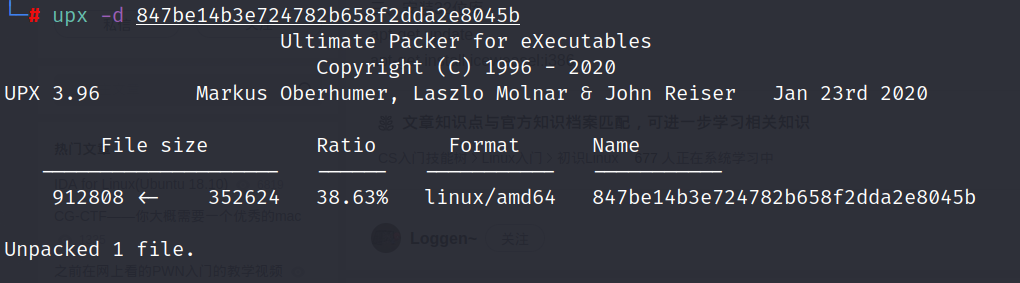 └─# upx -d 847be14b3e724782b658f2dda2e8045b
Ultimate Packer for eXecutables
Copyright (C) 1996 - 2020
UPX 3.96 Markus Oberhumer, Laszlo Molnar & John Reiser Jan 23rd 2020
文章知识点与官方知识档案匹配，可进一步学习相关知识
File size Ratio Format Name
热门文
CS入门技能树 Linux入门 初识Linux 577 人正在系统学习中
-------------------- ------ ----------- -----------
912808 <- 352624 38.63% linux/amd64 847be14b3e724782b658f2dda2e8045b
CG-CTF——你大概需要一个优秀的mac
Loggen~ 关注
Unpacked 1 file.
之前在网上看的PWN入门的教学视频